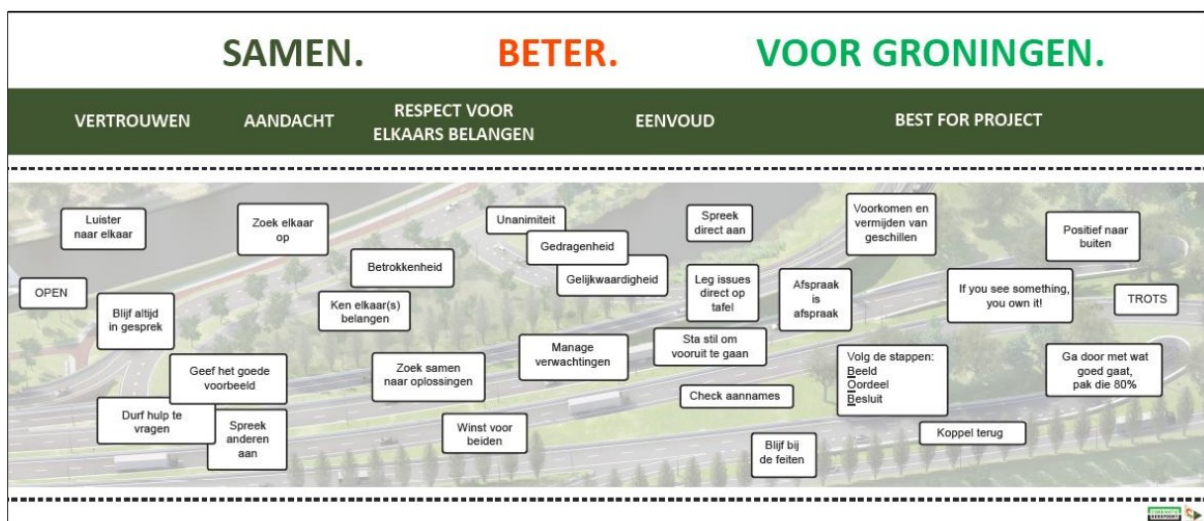 SAMEN. BETER. VOOR GRONINGEN.
VERTROUWEN
AANDACHT
RESPECT VOOR
ELKAARS BELANGEN
EENVOUD
BEST FOR PROJECT
Luister
naar elkaar
OPEN
Blijf altijd
in gesprek
Geef het goede
voorbeeld
Durf hulp te
vragen
Spreek
anderen
aan
Zoek elkaar
op
Betrokkenheid
Ken elkaar(s)
belangen
Zoek samen
naar oplossingen
Winst voor
beiden
Unanimiteit
Gedragenheid
Gelijkwaardigheid
Manage
verwachtingen
Spreek
direct aan
Leg issues
direct op
tafel
Sta stil om
vooruit te gaan
Check aannames
Blijf bij
de feiten
Afspraak
is
afspraak
Voorkomen en
vermijden van
geschillen
Volg de stappen:
Beeld
OOrdeel
Besluit
If you see something,
you own it!
Koppel terug
Positief naar
buiten
TROTS
Ga door met wat
goed gaat,
pak die 80%